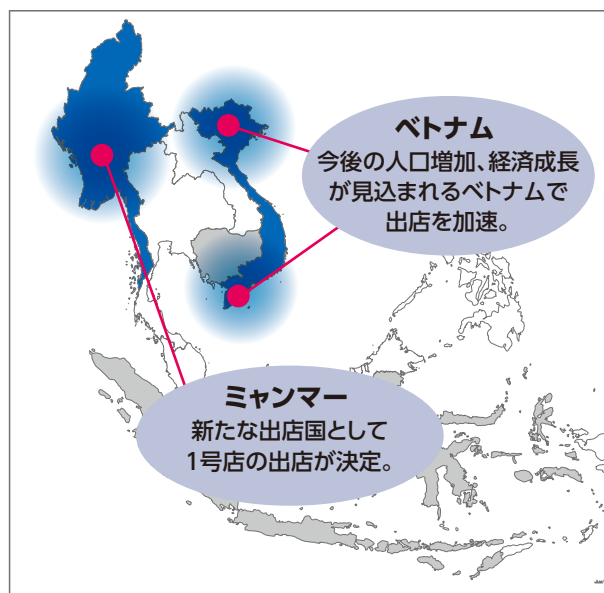 ベトナム
今後の人口増加、経済成長
が見込まれるベトナムで
出店を加速。
ミャンマー
新たな出店国として
1号店の出店が決定。